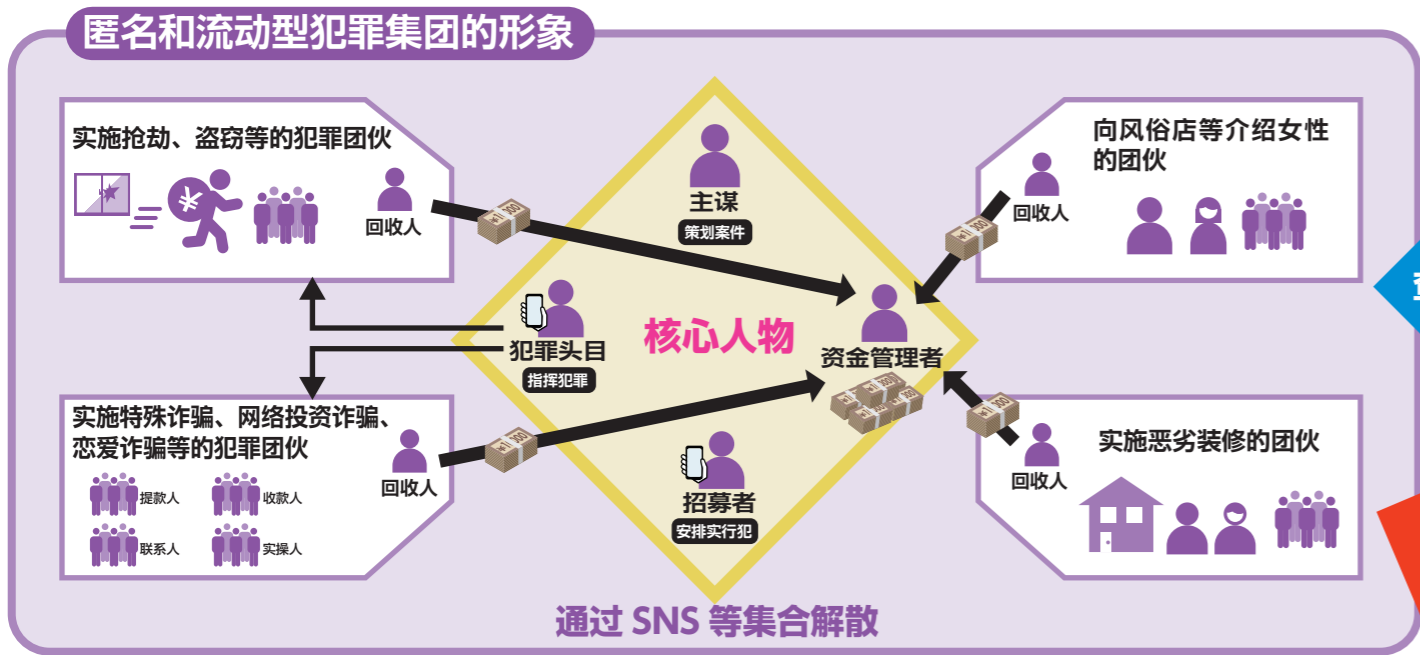 匿名和流动型犯罪集团的形象
实施抢劫、盗窃等的犯罪团伙
回收人
主谋
策划案件
向风俗店等介绍女性
的团伙
回收人
犯罪头目
指挥犯罪
核心人物
资金管理者
实施特殊诈骗、网络投资诈骗、
恋爱诈骗等的犯罪团伙
回收人
提款人
收款人
联系人
实操人
招募者
安排实行犯
实施恶劣装修的团伙
回收人
通过 SNS 等集合解散